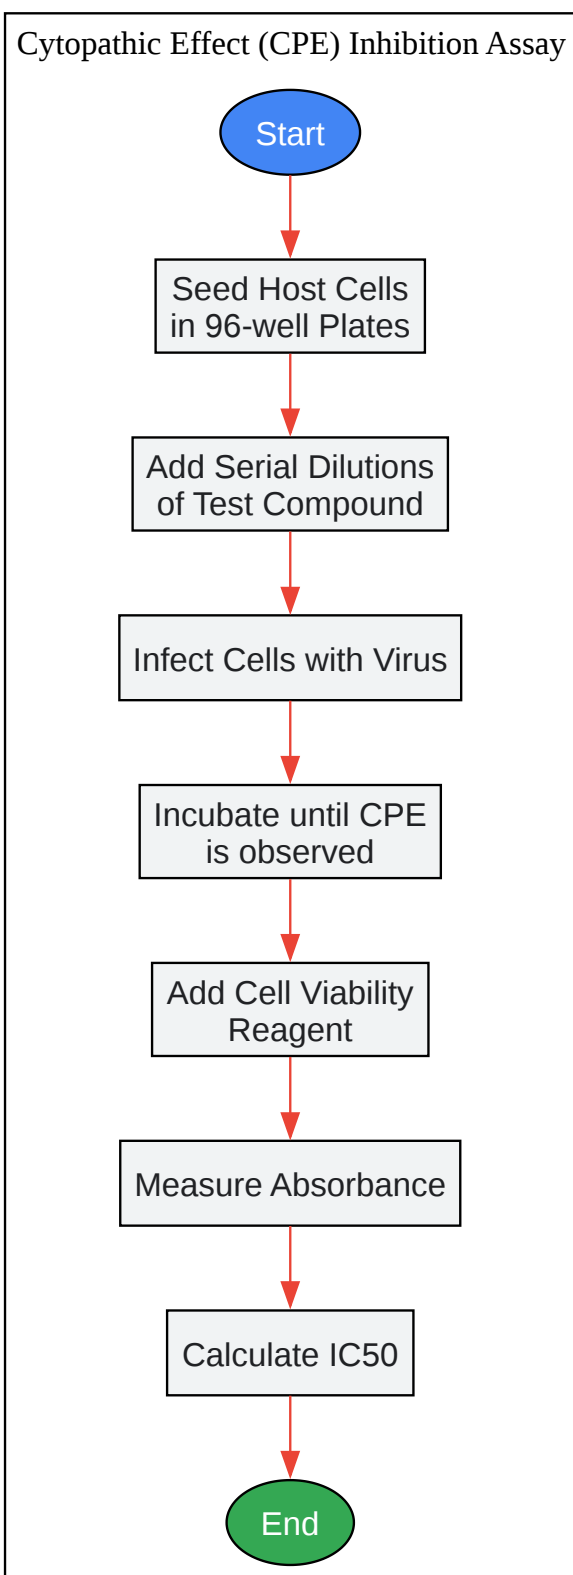 Cytopathic Effect (CPE) Inhibition Assay
Start
Seed Host Cells
in 96-well Plates
Add Serial Dilutions
of Test Compound
Infect Cells with Virus
Incubate until CPE
is observed
Add Cell Viability
Reagent
Measure Absorbance
Calculate IC50
End